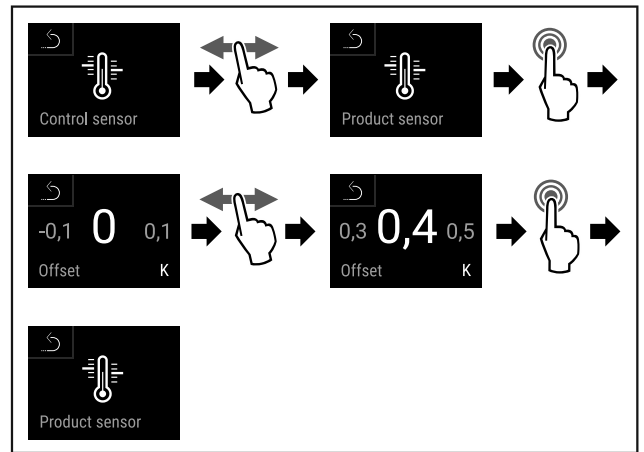 Control sensor
Product sensor
-0,1 0 0,1
Offset K
0,3 0,4 0,5
Offset K
Product sensor